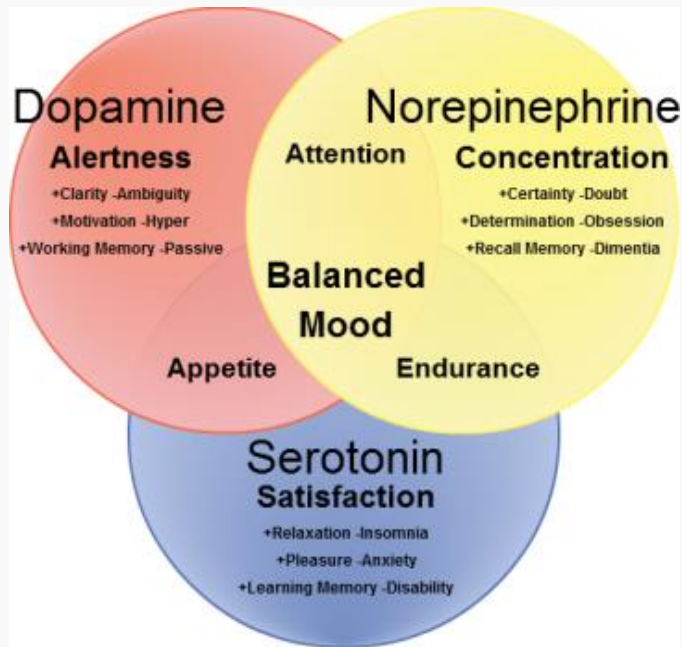 Dopamine
Alertness
+Clarity -Ambiguity
+Motivation -Hyper
+Working Memory -Passive
Attention
Norepinephrine
Concentration
+Certainty -Doubt
+Determination -Obsession
+Recall Memory -Dimentia
Balanced
Mood
Appetite
Endurance
Serotonin
Satisfaction
+Relaxation -Insomnia
+Pleasure -Anxiety
+Learning Memory -Disability